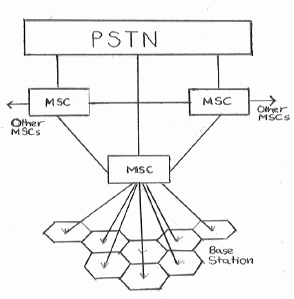 PSTN
MSC
MSC
Other
MSCs
Other
MSCs
MSC
Base
Station